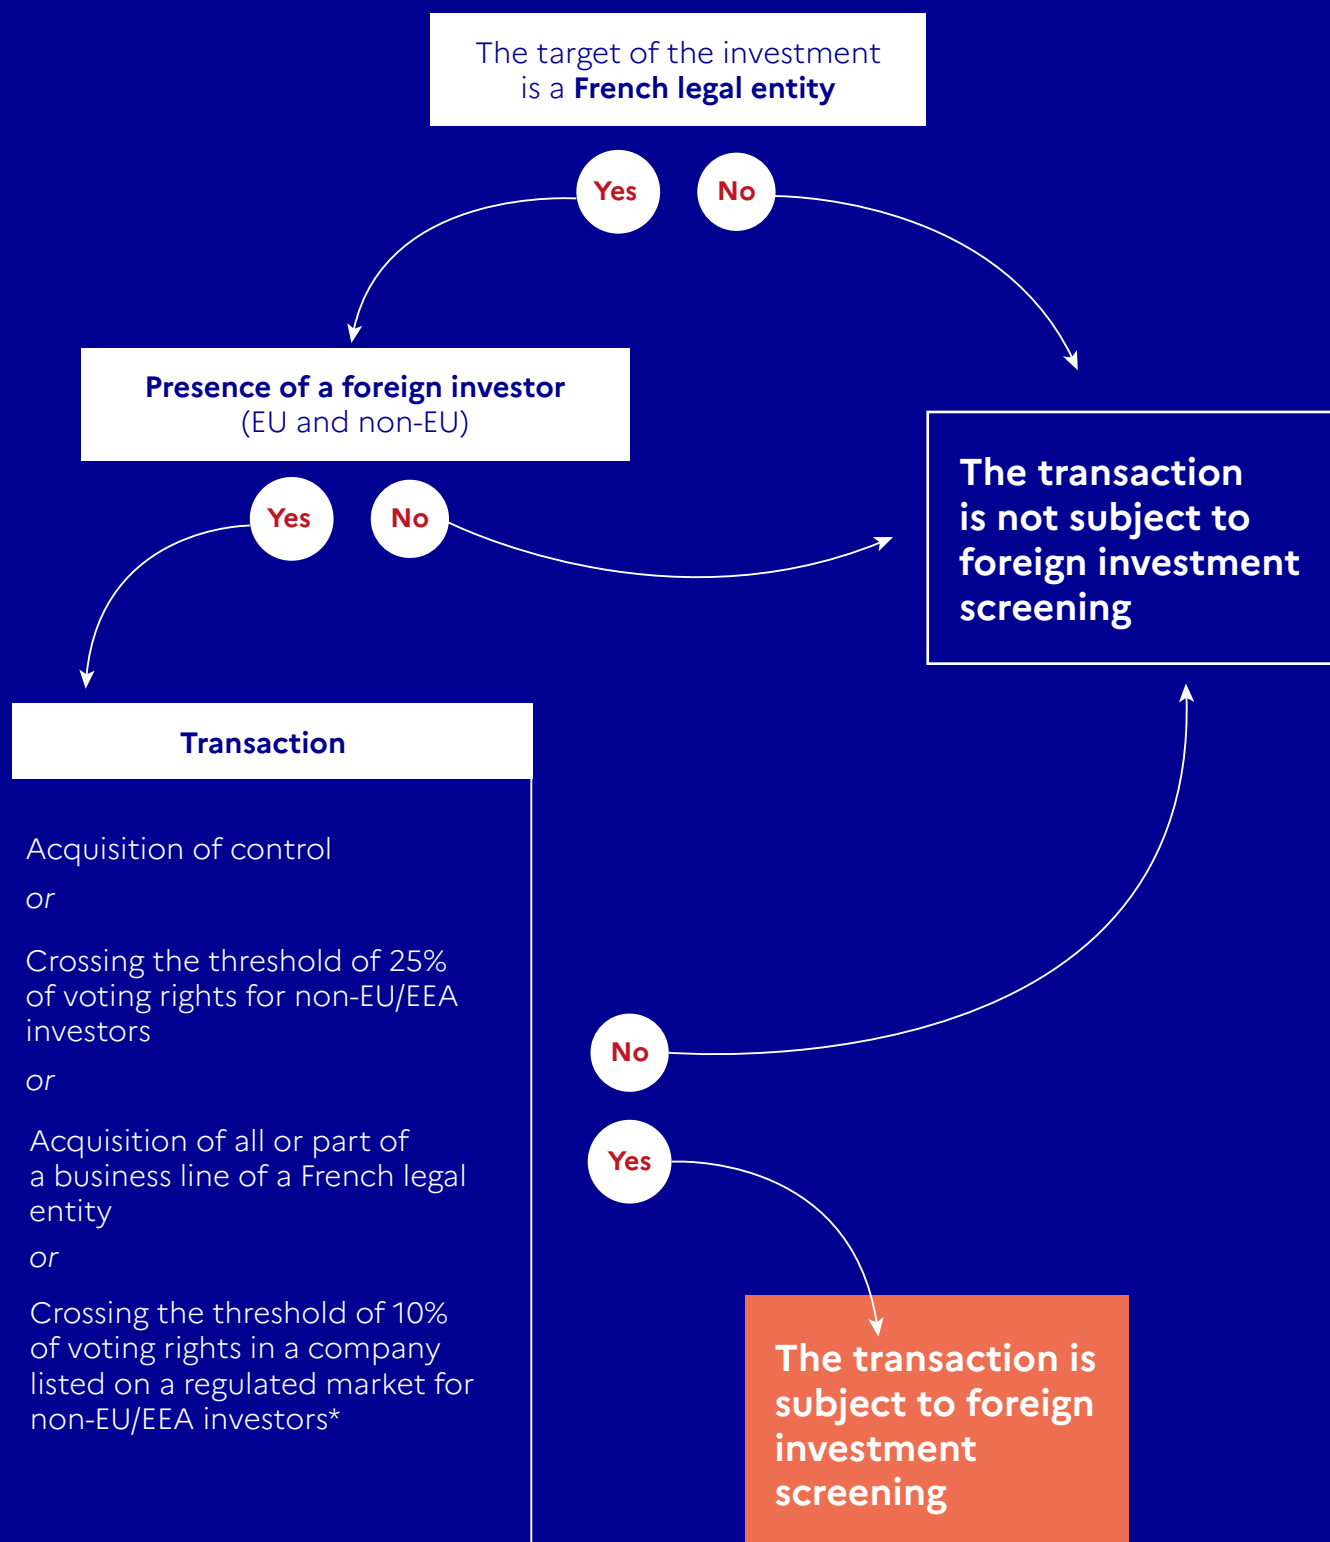 The target of the investment
is a French legal entity
Yes
No
Presence of a foreign investor
(EU and non-EU)
Yes
No
The transaction
is not subject to
foreign investment
screening
Transaction
Acquisition of control
or
Crossing the threshold of 25%
of voting rights for non-EU/EEA
investors
or
Acquisition of all or part of
a business line of a French legal
entity
or
Crossing the threshold of 10%
of voting rights in a company
listed on a regulated market for
non-EU/EEA investors*
No
Yes
The transaction is
subject to foreign
investment
screening